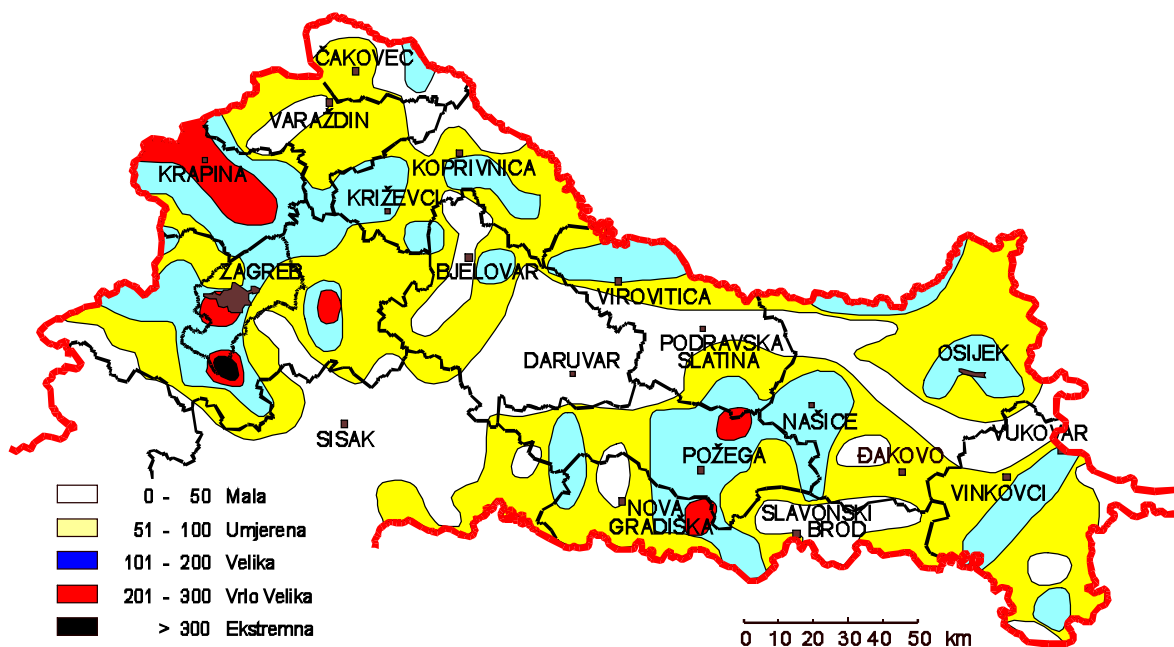 ČAKOVEC
VARAŽDIN
KRAPINA
KOPRIVNICA
KRIŽEVCI
ZAGREB
BJELOVAR
VIROVITICA
PODRAVSKA
SLATINA
DARUVAR
OSIJEK
SISAK
NAŠICE
VUKOVAR
POŽEGA
ĐAKOVO
VINKOVCI
NOVA
GRADIŠKA
SLAVONSKI
BROD
0 - 50 Mala
51 - 100 Umjerena
101 - 200 Velika
201 - 300 Vrlo Velika
> 300 Ekstremna
0 10 20 30 40 50 km